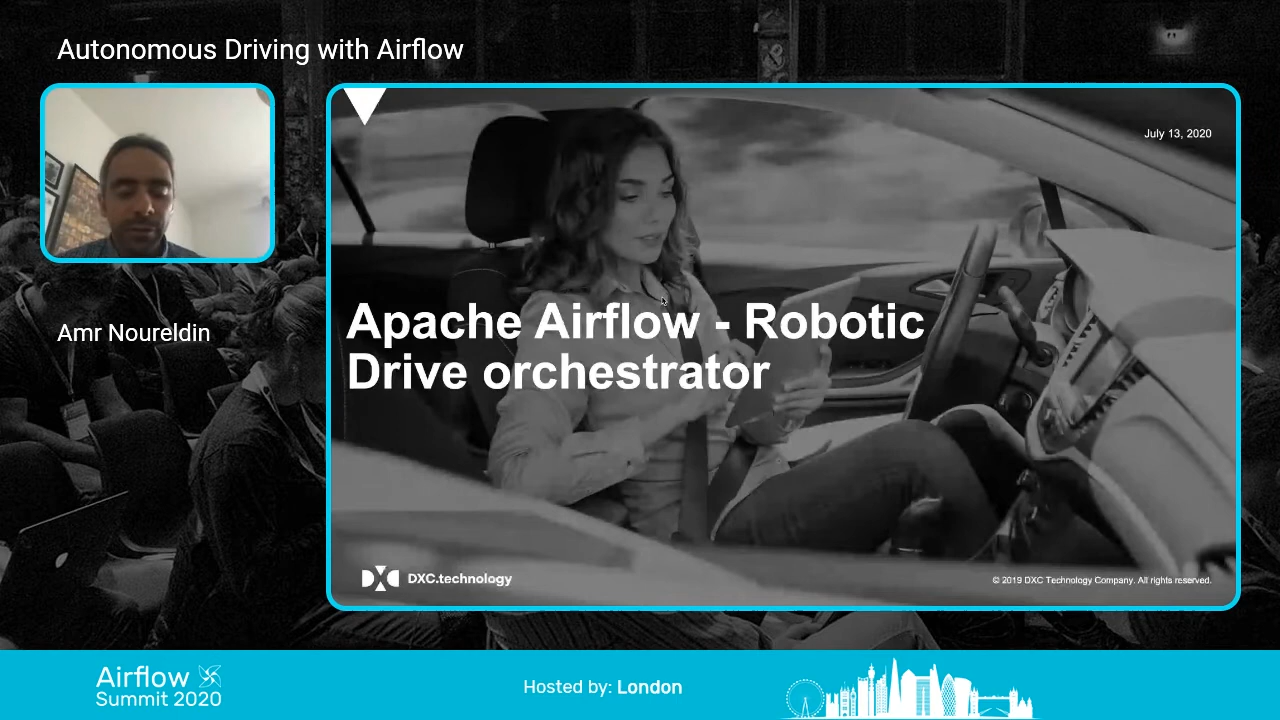 Autonomous Driving with Airflow
July 13, 2020
Amr Noureldin
Apache Airflow - Robotic
Drive orchestrator
DXC.technology
© 2019 DXC Technology Company. All rights reserved.
Airflow
Summit 2020
Hosted by: London